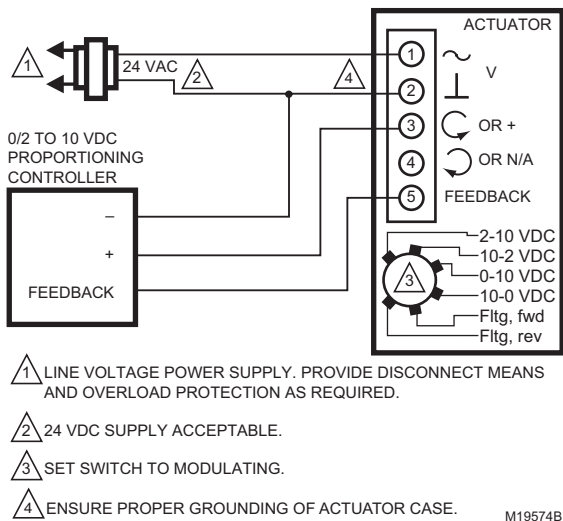 ACTUATOR
1
24 VAC
2
4
1
V
2
0/2 TO 10 VDC
PROPORTIONING
CONTROLLER
3 OR +
4 OR N/A
5 FEEDBACK
–
+
FEEDBACK
2-10 VDC
10-2 VDC
0-10 VDC
10-0 VDC
Fltg, fwd
Fltg, rev
3
1 LINE VOLTAGE POWER SUPPLY. PROVIDE DISCONNECT MEANS
AND OVERLOAD PROTECTION AS REQUIRED.
2 24 VDC SUPPLY ACCEPTABLE.
3 SET SWITCH TO MODULATING.
4 ENSURE PROPER GROUNDING OF ACTUATOR CASE.
M19574B